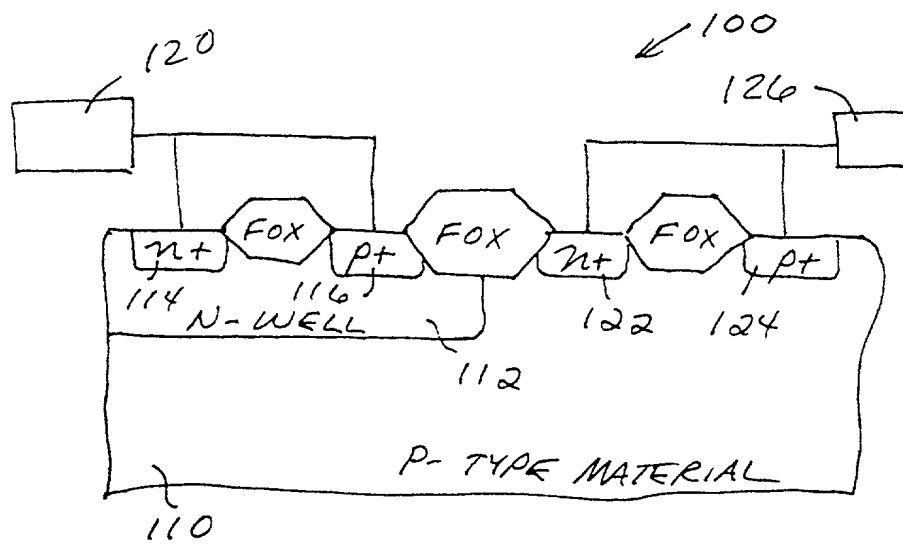 100
120
126
FOX
FOX
FOX
n+
p+
n+
p+
114
116
122
124
N-WELL
112
P-TYPE MATERIAL
110